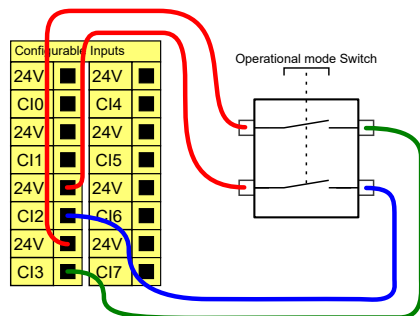 Configurable Inputs
Operational mode Switch
24V 24V
CI0 CI4
24V 24V
CI1 CI5
24V 24V
CI2 CI6
24V 24V
CI3 CI7